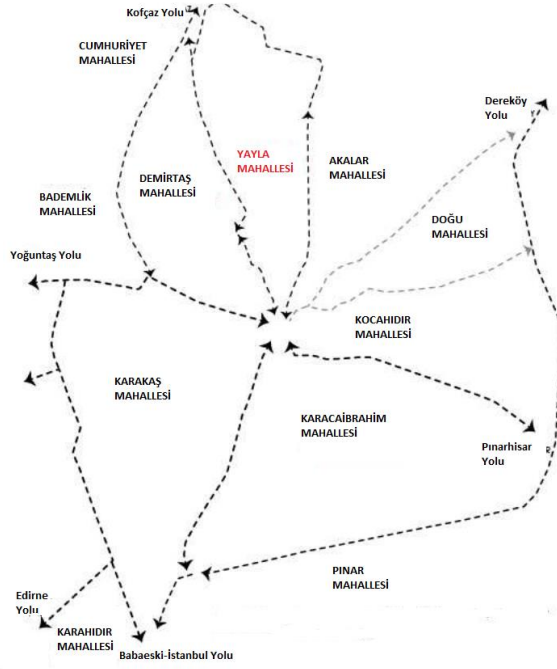 Kofçaz Yolu
CUMHURİYET
MAHALLESİ
Dereköy
Yolu
YAYLA
MAHALLESİ
AKALAR
MAHALLESİ
DEMİRTAŞ
MAHALLESİ
BADEMLİK
MAHALLESİ
DOĞU
MAHALLESİ
Yoğuntaş Yolu
KOCAHIDIR
MAHALLESİ
KARAKAŞ
MAHALLESİ
KARACAİBRAHİM
MAHALLESİ
Pınarhisar
Yolu
PINAR
MAHALLESİ
Edirne
Yolu
KARAHIDIR
MAHALLESİ
Babaeski-İstanbul Yolu